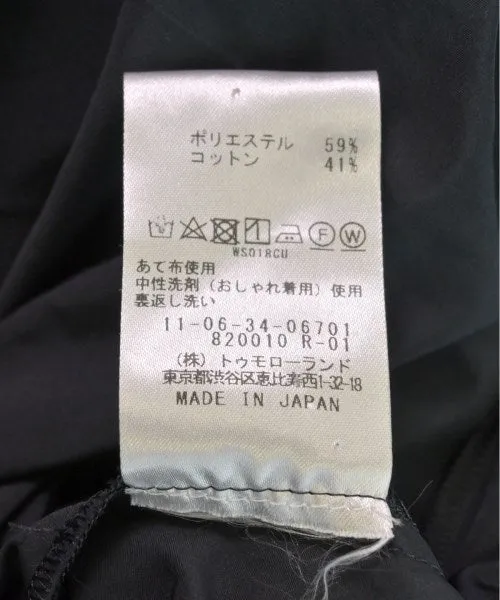 ポリエステル 59%
コットン 41%
F W
WS018CU
あて布使用
中性洗剤（おしゃれ着用）使用
裏返し洗い
11-06-34-06701
820010 R-01
（株）トゥモローランド
東京都渋谷区恵比寿西1-32-18
MADE IN JAPAN